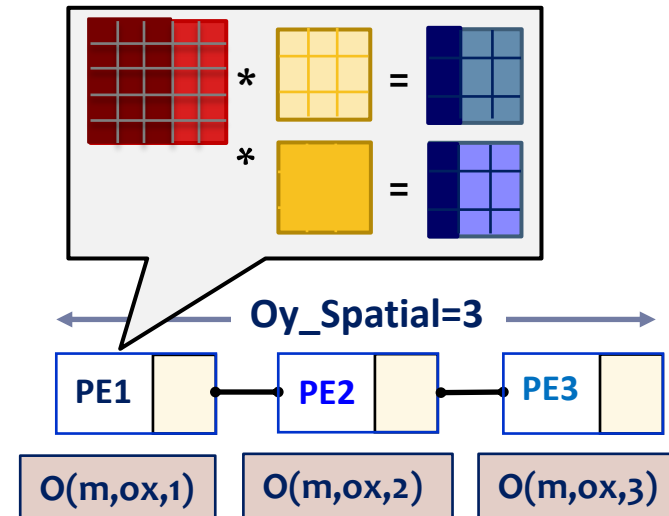 * =
* =
Oy_Spatial=3
PE1 PE2 PE3
O(m,ox,1) O(m,ox,2) O(m,ox,3)